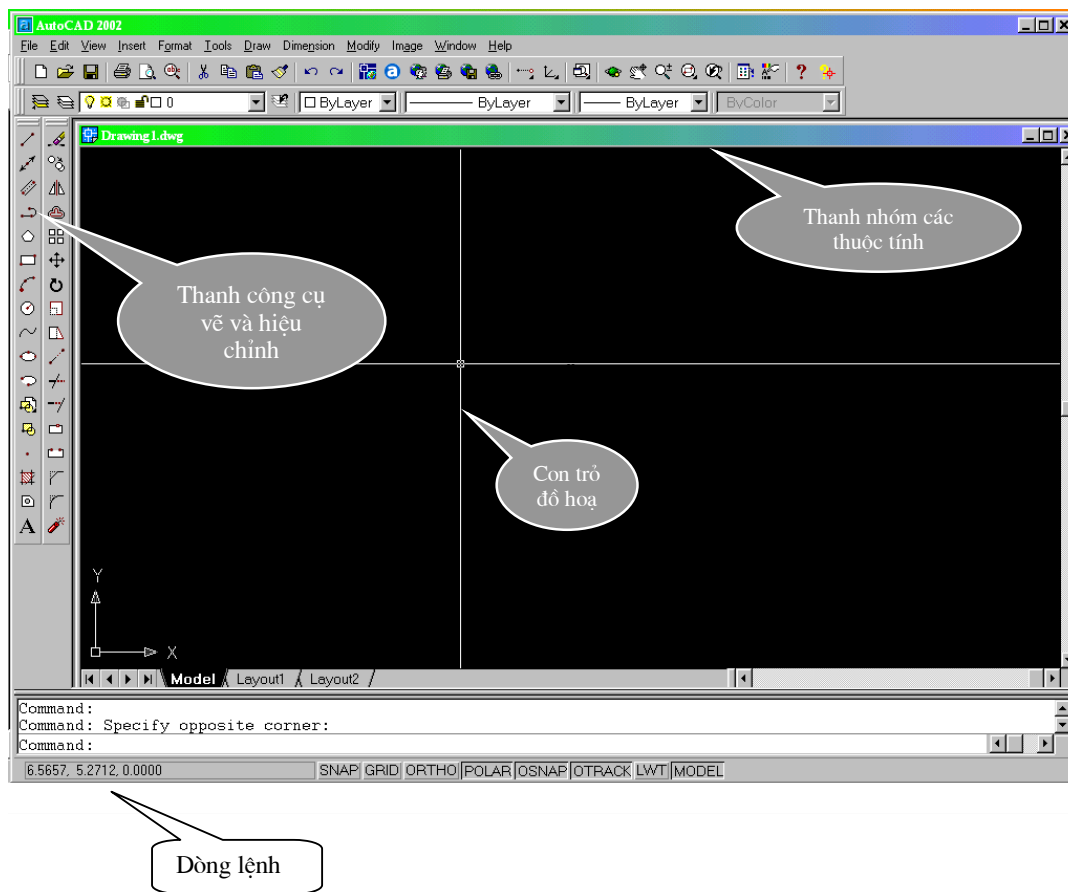 AutoCAD 2002
File Edit View Insert Format Tools Draw Dimension Modify Image Window Help
0 ByLayer ByLayer ByLayer ByColor
Drawing1.dwg
Thanh nhóm các
thuộc tính
Thanh công cụ
vẽ và hiệu
chỉnh
Con trỏ
đồ hoạ
A
Y
X
Model Layout1 Layout2
Command:
Command: Specify opposite corner:
Command:
6.5657, 5.2712, 0.0000 SNAP GRID ORTHO POLAR OSNAP OTRACK LWT MODEL
Dòng lệnh